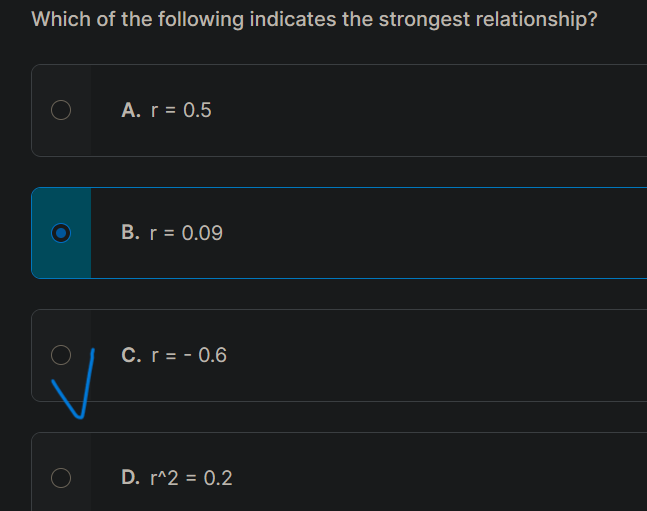 Which of the following indicates the strongest relationship?
A. r = 0.5
B. r = 0.09
C. r = - 0.6
D. r^2 = 0.2